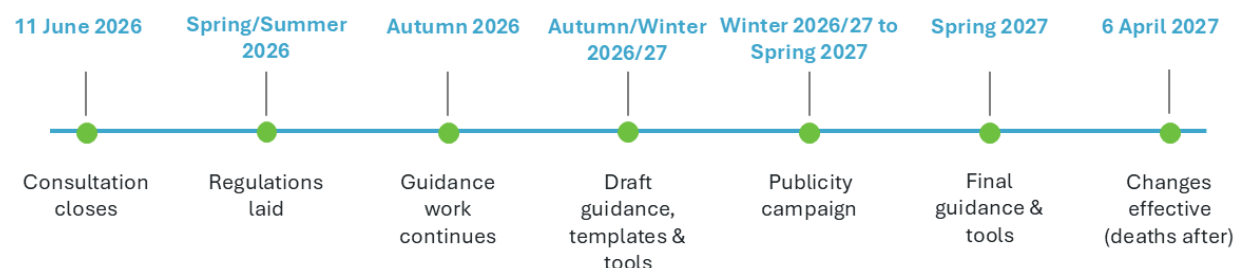 11 June 2026
Spring/Summer
2026
Autumn 2026
Autumn/Winter
2026/27
Winter 2026/27 to
Spring 2027
Spring 2027
6 April 2027
Consultation
closes
Regulations
laid
Guidance
work
continues
Draft
guidance,
templates &
tools
Publicity
campaign
Final
guidance &
tools
Changes
effective
(deaths after)